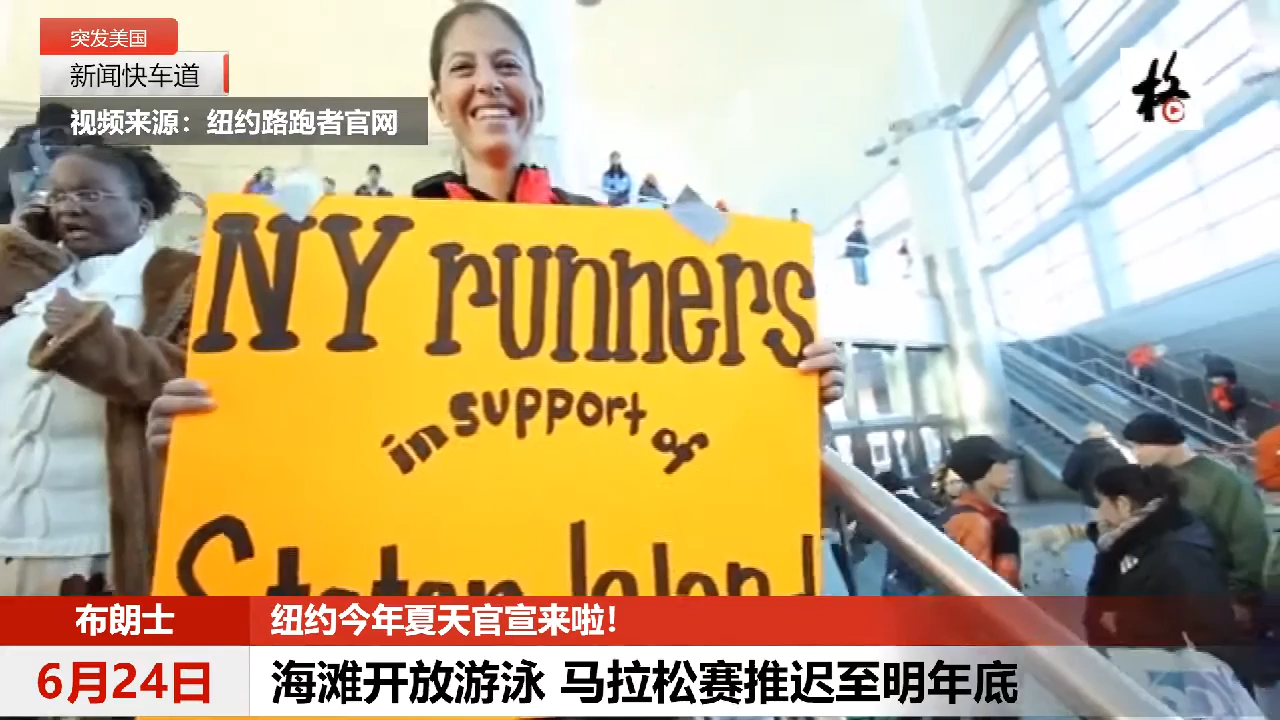 突发美国
新闻快车道
视频来源：纽约路跑者官网
格
NY runners
in support of
Staten Island
布朗士
纽约今年夏天官宣来啦！
6月24日
海滩开放游泳 马拉松赛推迟至明年底